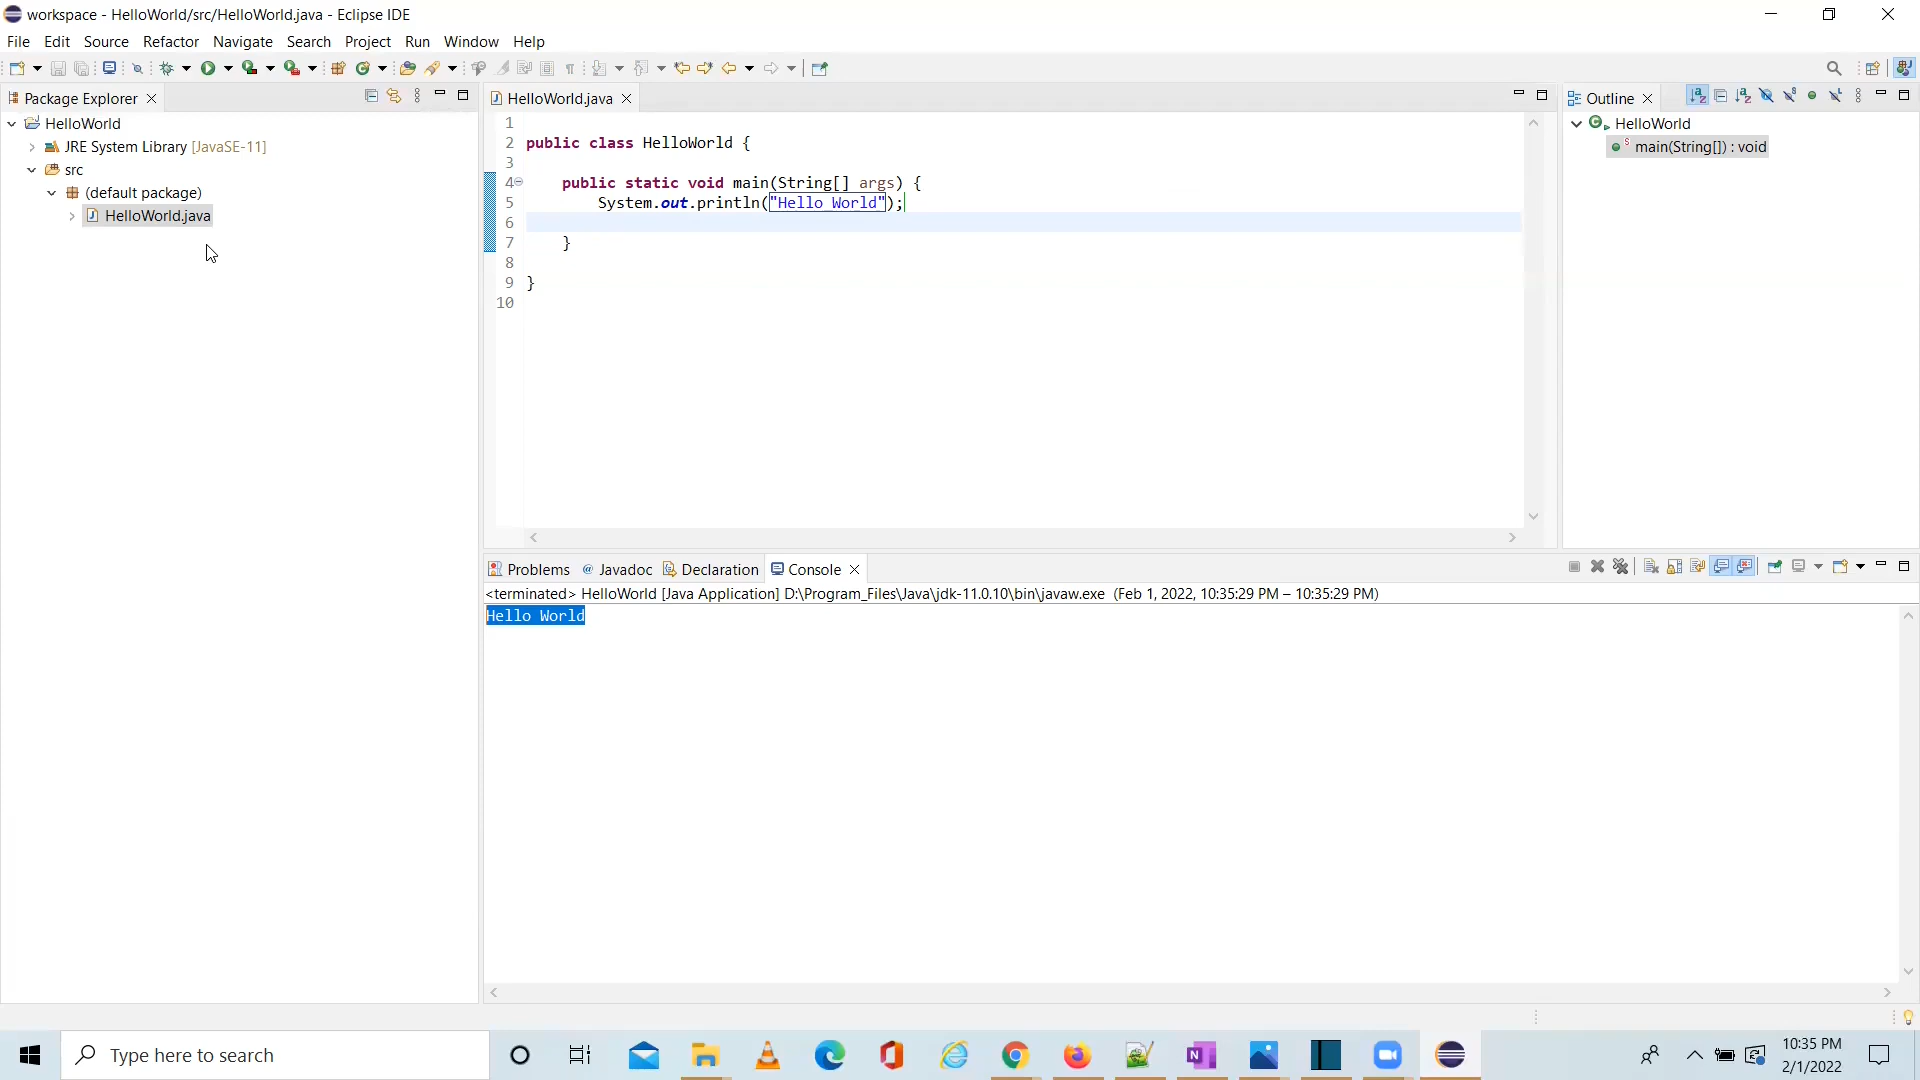 workspace - HelloWorld/src/HelloWorld.java - Eclipse IDE
File Edit Source Refactor Navigate Search Project Run Window Help
Package Explorer
HelloWorld
JRE System Library [JavaSE-11]
src
(default package)
HelloWorld.java
HelloWorld.java
1
2 public class HelloWorld {
3
4 public static void main(String[] args) {
5 System.out.println("Hello World");
6
7 }
8
9 }
10
Outline
HelloWorld
main(String[]) : void
Problems @ Javadoc Declaration Console
<terminated> HelloWorld [Java Application] D:\Program_Files\Java\jdk-11.0.10\bin\javaw.exe (Feb 1, 2022, 10:35:29 PM – 10:35:29 PM)
Hello World
Type here to search
10:35 PM
2/1/2022